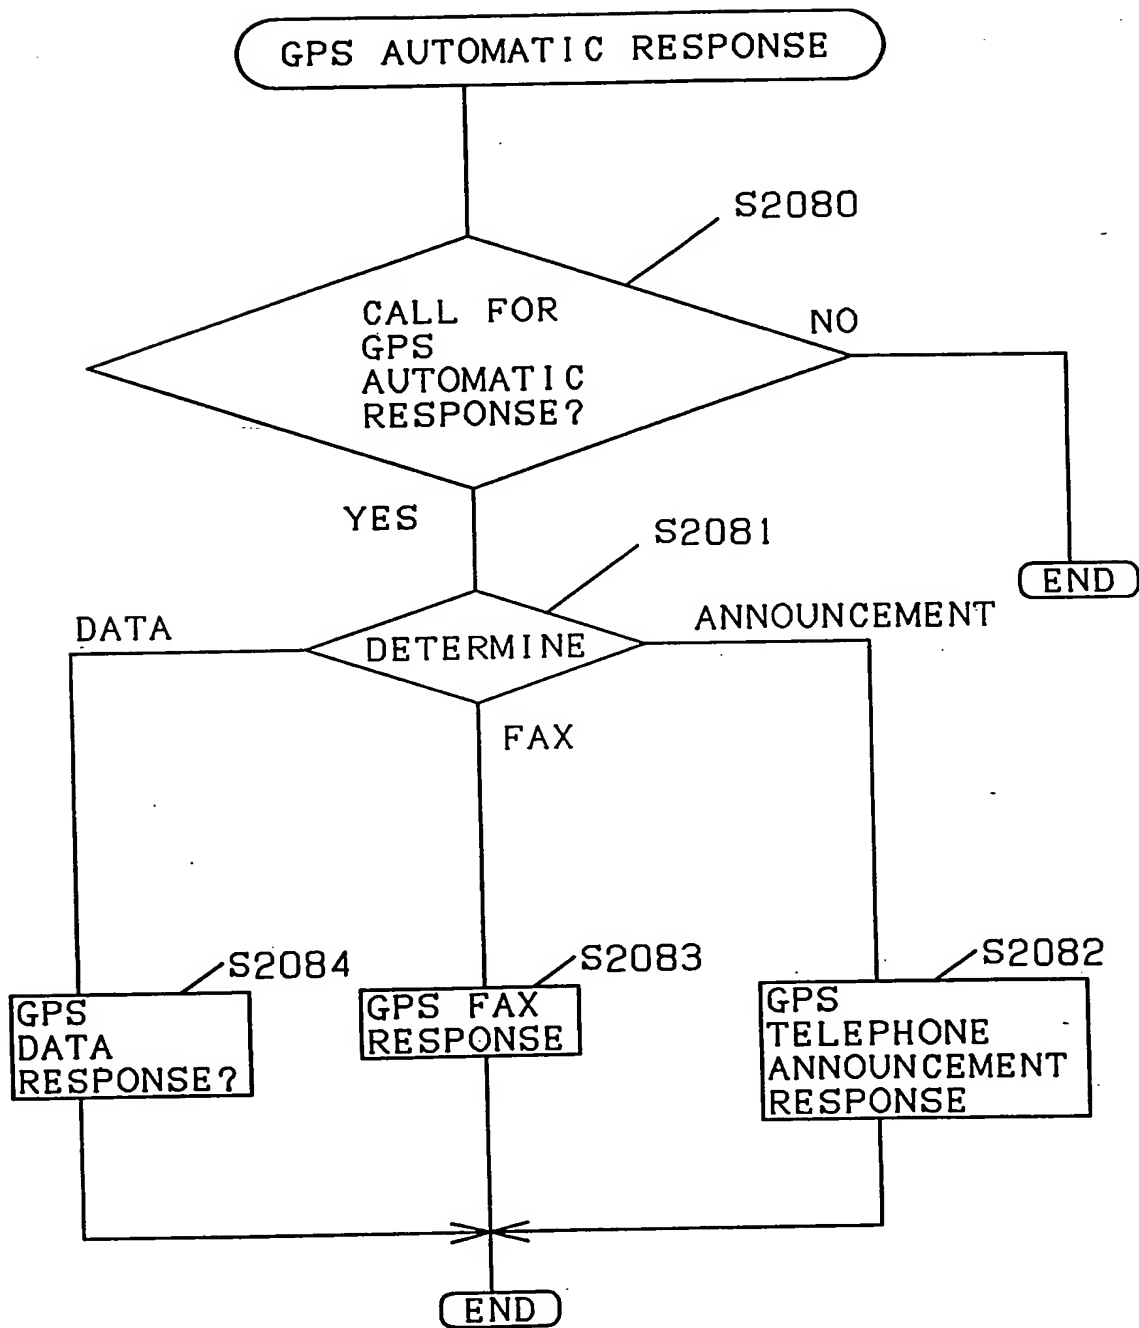 GPS AUTOMATIC RESPONSE
S2080
CALL FOR
GPS
AUTOMATIC
RESPONSE?
NO
YES
S2081
END
DATA
DETERMINE
ANNOUNCEMENT
FAX
S2084
GPS
DATA
RESPONSE?
S2083
GPS FAX
RESPONSE
S2082
GPS
TELEPHONE
ANNOUNCEMENT
RESPONSE
END